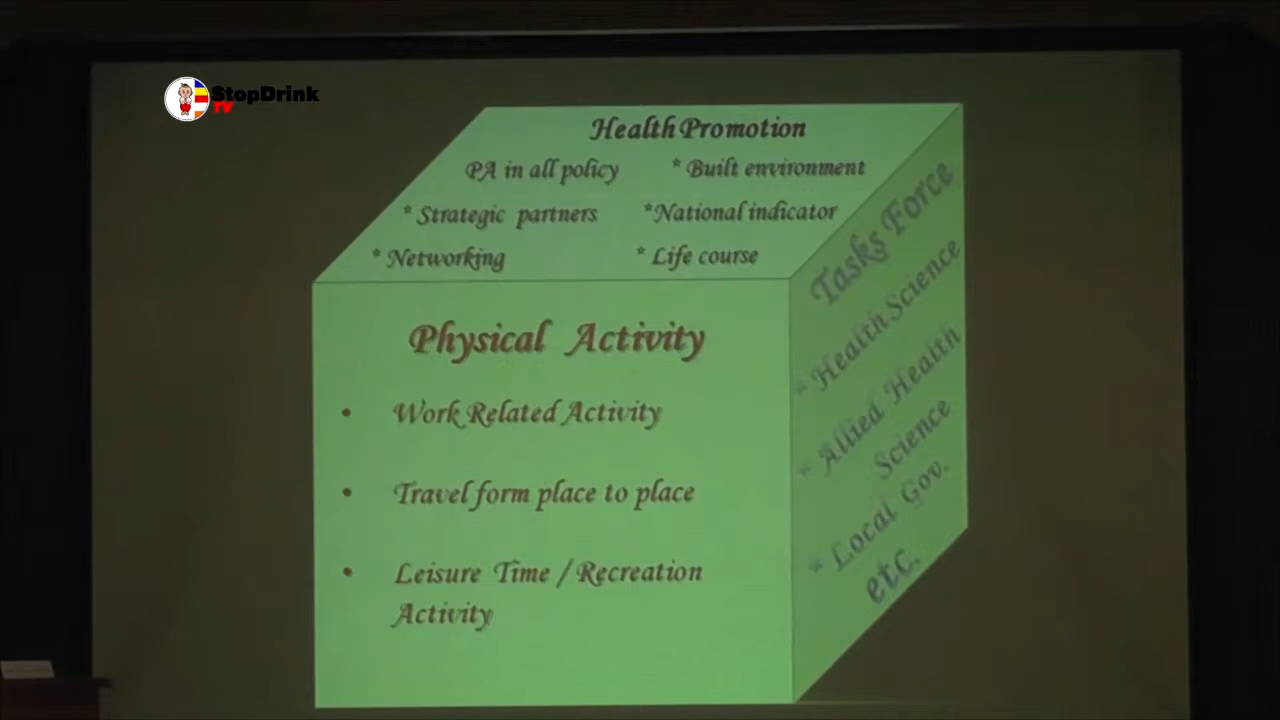 StopDrink
TV
Health Promotion
PA in all policy * Built environment
* Strategic partners *National indicator
* Networking * Life course
Physical Activity
• Work Related Activity
• Travel form place to place
• Leisure Time / Recreation
Activity
Tasks Force
* Health Science
* Allied Health
Science
* Local Gov.
etc.